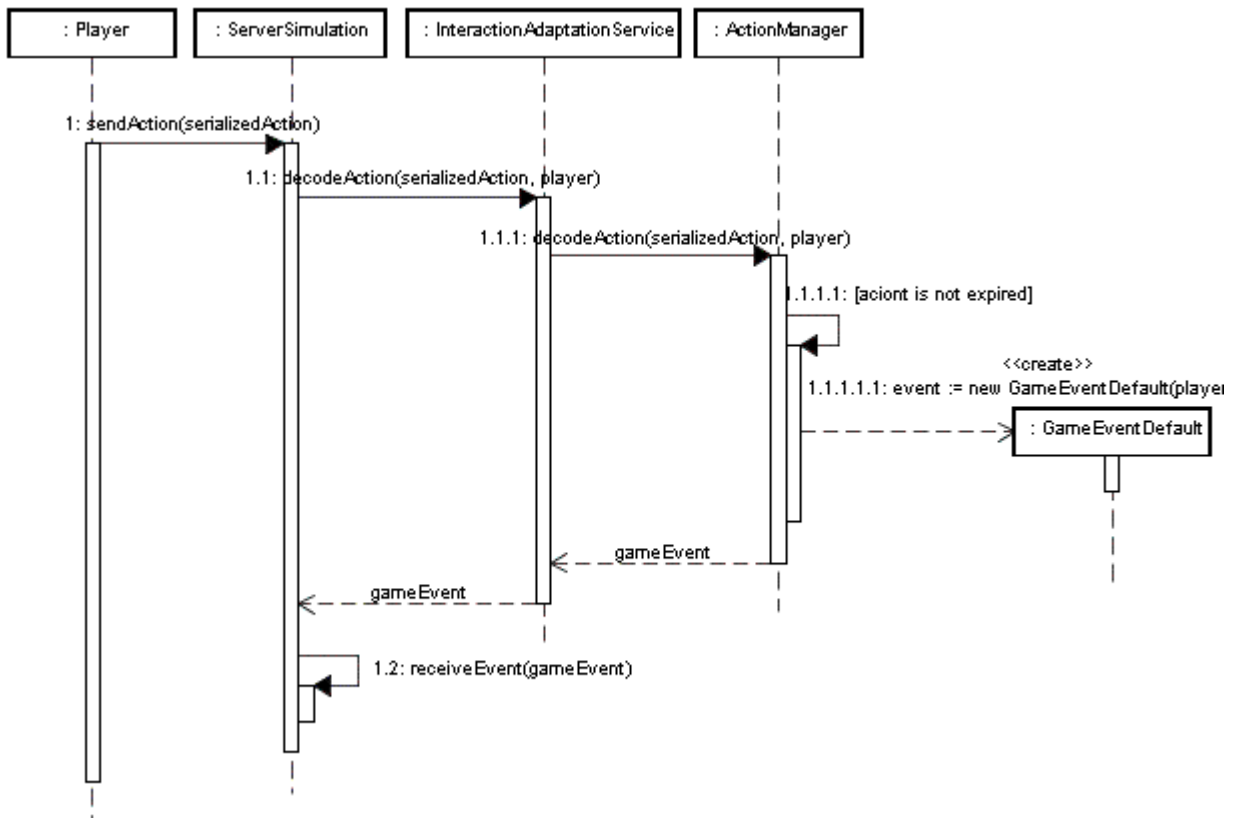 : Player
: ServerSimulation
: InteractionAdaptationService
: ActionManager
1: sendAction(serializedAction)
1.1: decodeAction(serializedAction, player)
1.1.1: decodeAction(serializedAction, player)
1.1.1.1: [aciont is not expired]
<<create>>
1.1.1.1.1: event := new GameEventDefault(player
: GameEventDefault
gameEvent
gameEvent
1.2: receiveEvent(gameEvent)